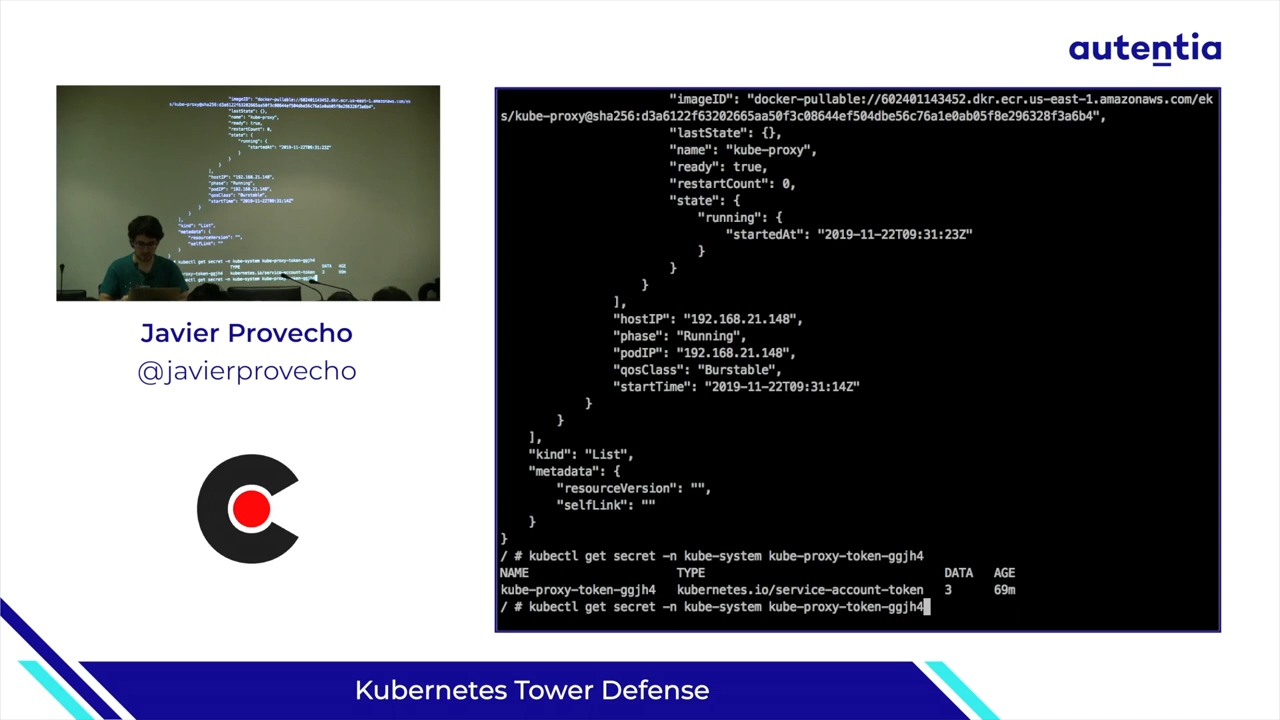 autentia
"imageID": "docker-pullable://602401143452.dkr.ecr.us-east-1.amazonaws.com/ek
s/kube-proxy@sha256:d3a6122f63202665aa50f3c08644ef504dbe56c76a1e0ab05f8e296328f3a6b4",
"lastState": {},
"name": "kube-proxy",
"ready": true,
"restartCount": 0,
"state": {
"running": {
"startedAt": "2019-11-22T09:31:23Z"
}
}
}
],
"hostIP": "192.168.21.148",
"phase": "Running",
"podIP": "192.168.21.148",
"qosClass": "Burstable",
"startTime": "2019-11-22T09:31:14Z"
}
}
],
"kind": "List",
"metadata": {
"resourceVersion": "",
"selfLink": ""
}
}
/ # kubectl get secret -n kube-system kube-proxy-token-ggjh4
NAME TYPE DATA AGE
kube-proxy-token-ggjh4 kubernetes.io/service-account-token 3 69m
/ # kubectl get secret -n kube-system kube-proxy-token-ggjh4
Javier Provecho
@javierprovecho
Kubernetes Tower Defense